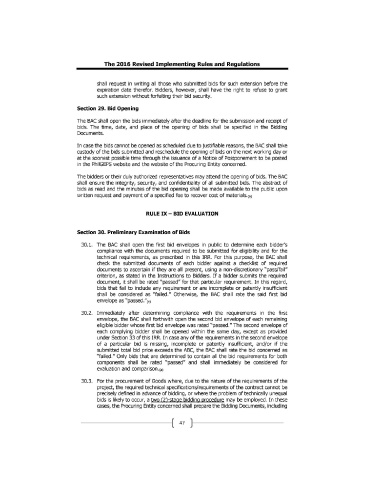 The 2016 Revised Implementing Rules and Regulations
shall request in writing all those who submitted bids for such extension before the
expiration date therefor. Bidders, however, shall have the right to refuse to grant
such extension without forfeiting their bid security.
Section 29. Bid Opening
The BAC shall open the bids immediately after the deadline for the submission and receipt of
bids. The time, date, and place of the opening of bids shall be specified in the Bidding
Documents.
In case the bids cannot be opened as scheduled due to justifiable reasons, the BAC shall take
custody of the bids submitted and reschedule the opening of bids on the next working day or
at the soonest possible time through the issuance of a Notice of Postponement to be posted
in the PhilGEPS website and the website of the Procuring Entity concerned.
The bidders or their duly authorized representatives may attend the opening of bids. The BAC
shall ensure the integrity, security, and confidentiality of all submitted bids. The abstract of
bids as read and the minutes of the bid opening shall be made available to the public upon
written request and payment of a specified fee to recover cost of materials.
RULE IX – BID EVALUATION
Section 30. Preliminary Examination of Bids
30.1. The BAC shall open the first bid envelopes in public to determine each bidder's
compliance with the documents required to be submitted for eligibility and for the
technical requirements, as prescribed in this IRR. For this purpose, the BAC shall
check the submitted documents of each bidder against a checklist of required
documents to ascertain if they are all present, using a non-discretionary "pass/fail"
criterion, as stated in the Instructions to Bidders. If a bidder submits the required
document, it shall be rated "passed" for that particular requirement. In this regard,
bids that fail to include any requirement or are incomplete or patently insufficient
shall be considered as "failed." Otherwise, the BAC shall rate the said first bid
envelope as "passed."
30.2. Immediately after determining compliance with the requirements in the first
envelope, the BAC shall forthwith open the second bid envelope of each remaining
eligible bidder whose first bid envelope was rated "passed." The second envelope of
each complying bidder shall be opened within the same day, except as provided
under Section 33 of this IRR. In case any of the requirements in the second envelope
of a particular bid is missing, incomplete or patently insufficient, and/or if the
submitted total bid price exceeds the ABC, the BAC shall rate the bid concerned as
"failed." Only bids that are determined to contain all the bid requirements for both
components shall be rated "passed" and shall immediately be considered for
evaluation and comparison.
30.3. For the procurement of Goods where, due to the nature of the requirements of the
project, the required technical specifications/requirements of the contract cannot be
precisely defined in advance of bidding, or where the problem of technically unequal
bids is likely to occur, a two (2)-stage bidding procedure may be employed. In these
cases, the Procuring Entity concerned shall prepare the Bidding Documents, including
47